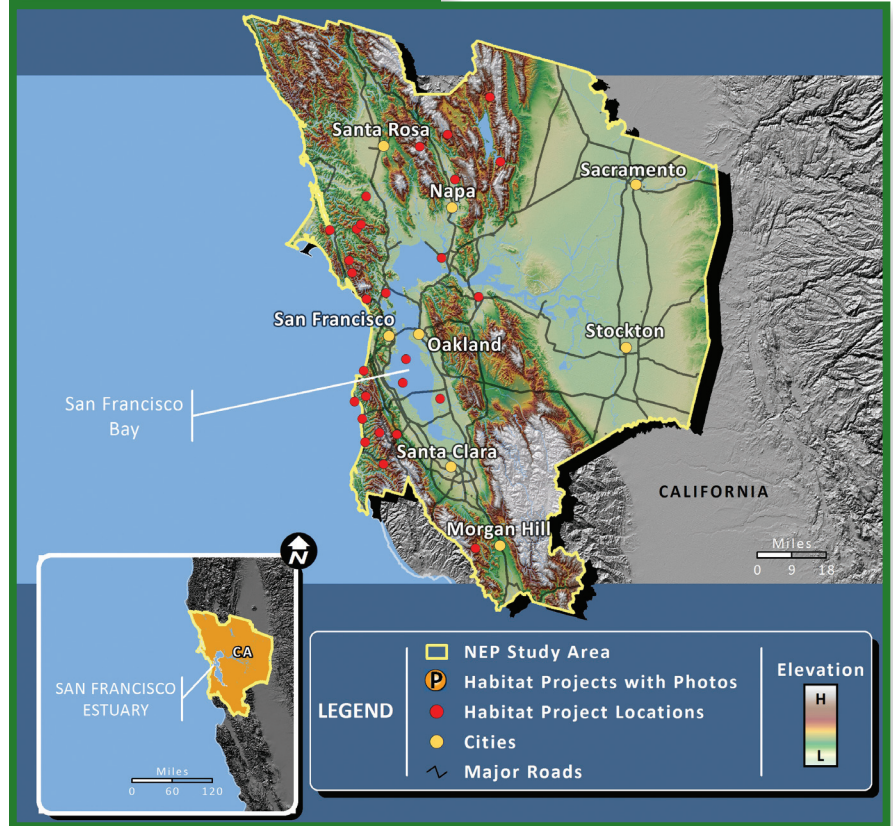 Santa Rosa
Napa
Sacramento
San Francisco
Oakland
Stockton
San Francisco
Bay
Santa Clara
CALIFORNIA
Morgan Hill
Miles
0 9 18
N
CA
SAN FRANCISCO
ESTUARY
Miles
0 60 120
LEGEND
NEP Study Area
P Habitat Projects with Photos
Habitat Project Locations
Cities
Major Roads
Elevation
H
L